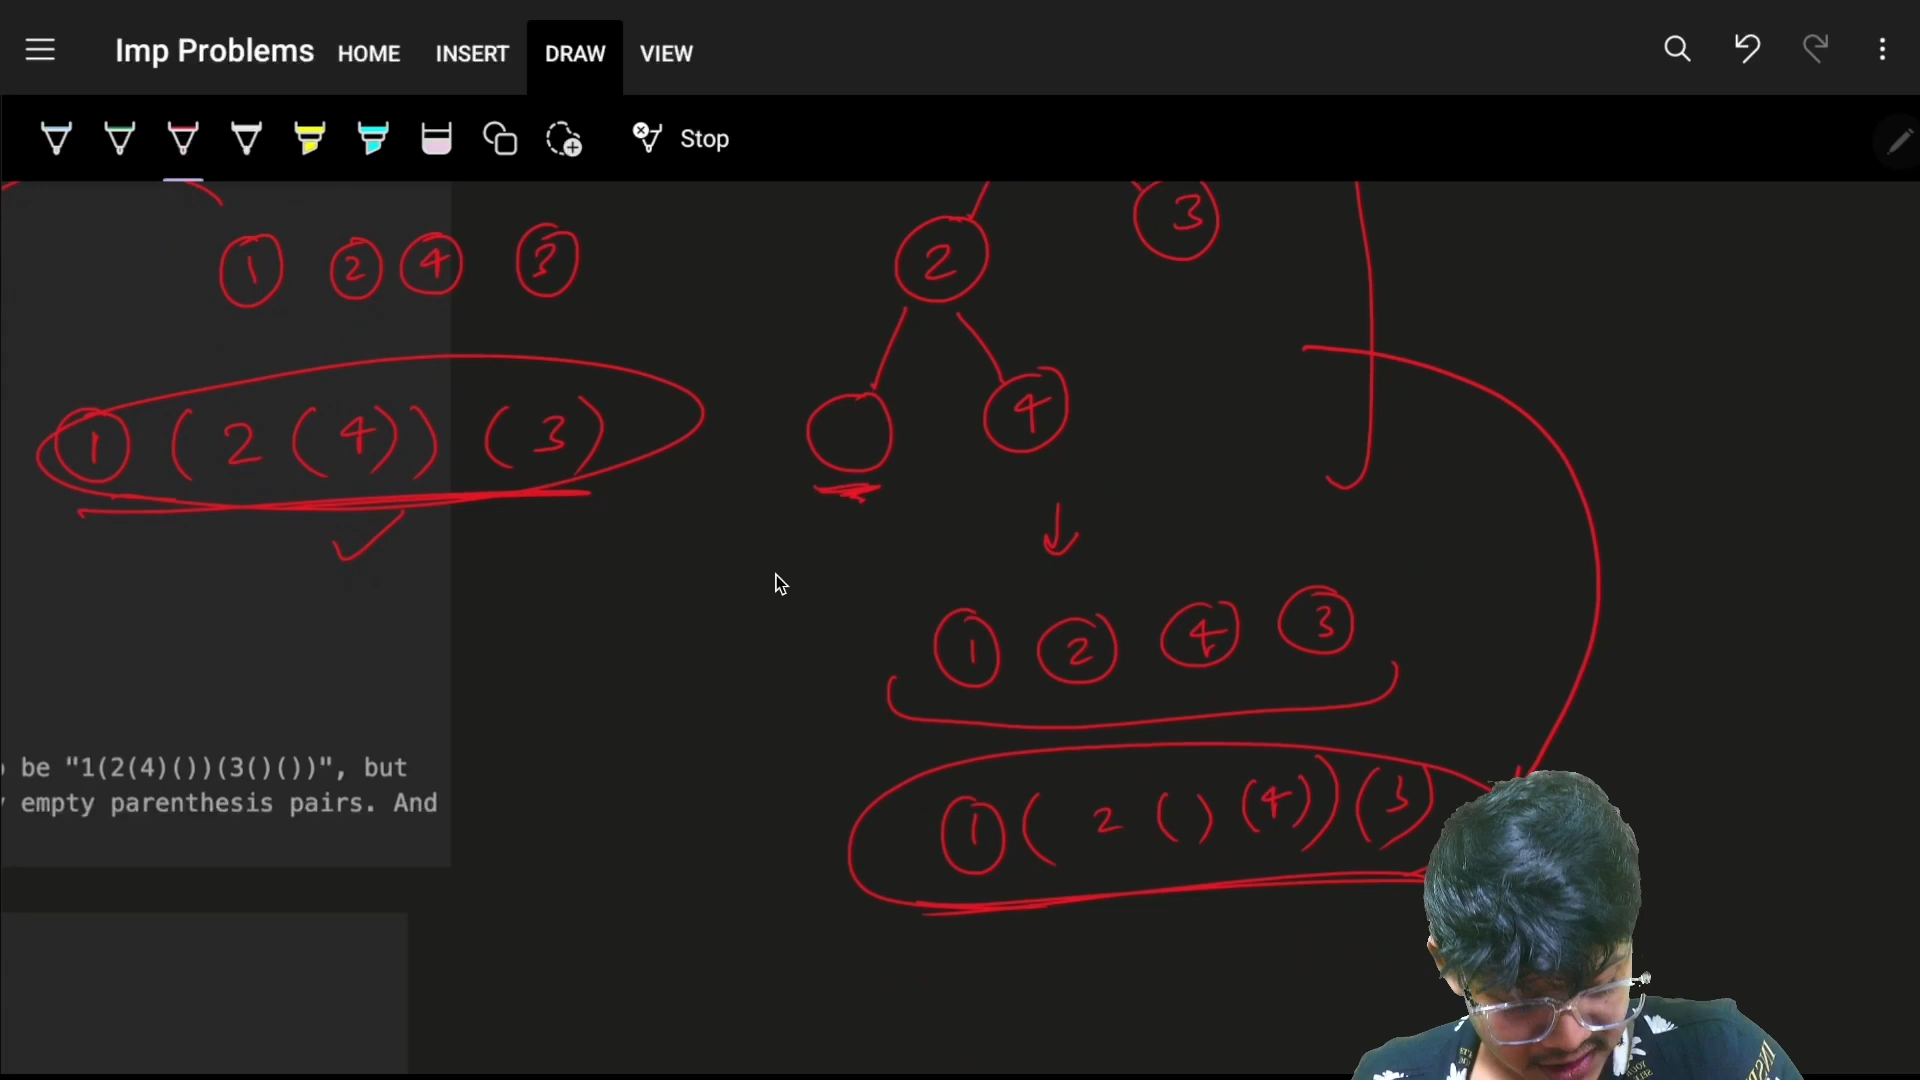 Imp Problems HOME INSERT DRAW VIEW
Stop
3
1 2 4 3
2
1 ( 2 ( 4 ) ) ( 3 )
4
1 2 4 3
be "1(2(4)())(3()())", but
empty parenthesis pairs. And
1 ( 2 ( ) ( 4 ) ) ( 3 )